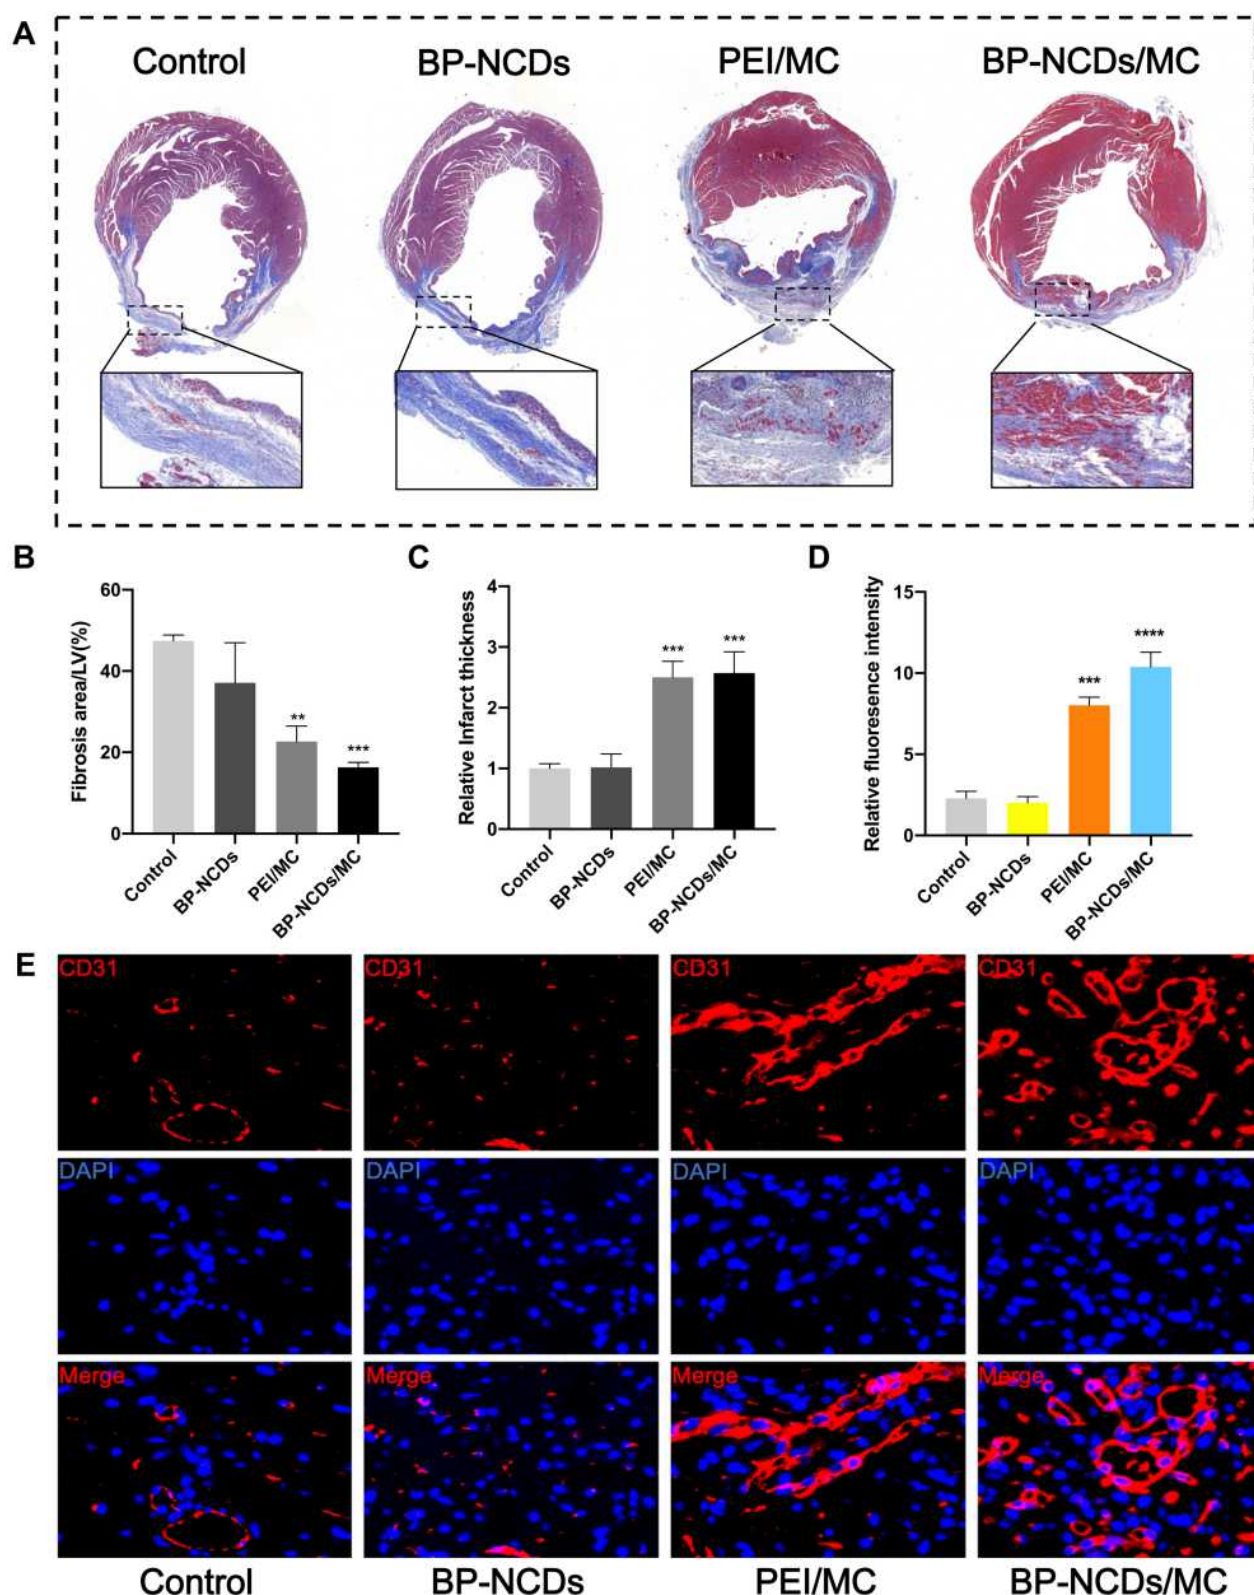 A
Control BP-NCDs PEI/MC BP-NCDs/MC
B
Fibrosis area/LV(%)
60
40
20
0
**
***
Control
BP-NCDs
PEI/MC
BP-NCDs/MC
C
Relative Infarct thickness
4
3
2
1
0
***
***
Control
BP-NCDs
PEI/MC
BP-NCDs/MC
D
Relative fluoresence intensity
15
10
5
0
***
****
Control
BP-NCDs
PEI/MC
BP-NCDs/MC
E
CD31 CD31 CD31 CD31
DAPI DAPI DAPI DAPI
Merge Merge Merge Merge
Control BP-NCDs PEI/MC BP-NCDs/MC